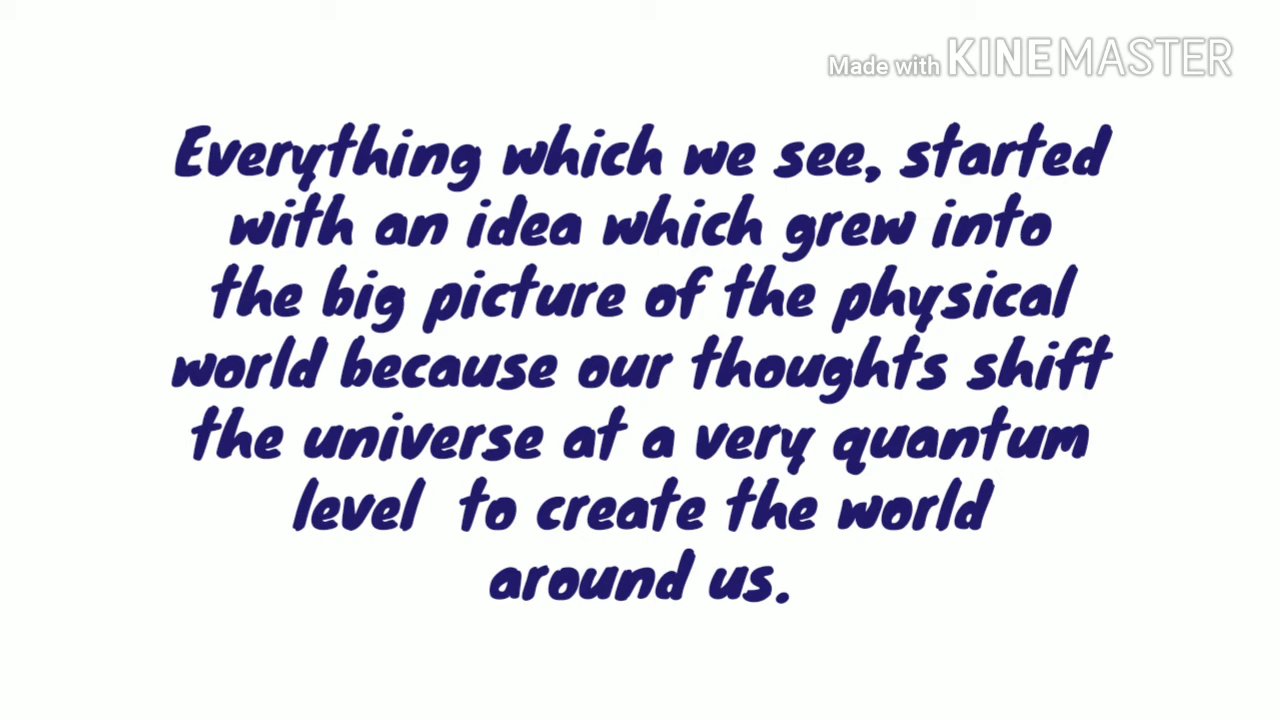 Made with KINEMASTER
Everything which we see, started
with an idea which grew into
the big picture of the physical
world because our thoughts shift
the universe at a very quantum
level to create the world
around us.